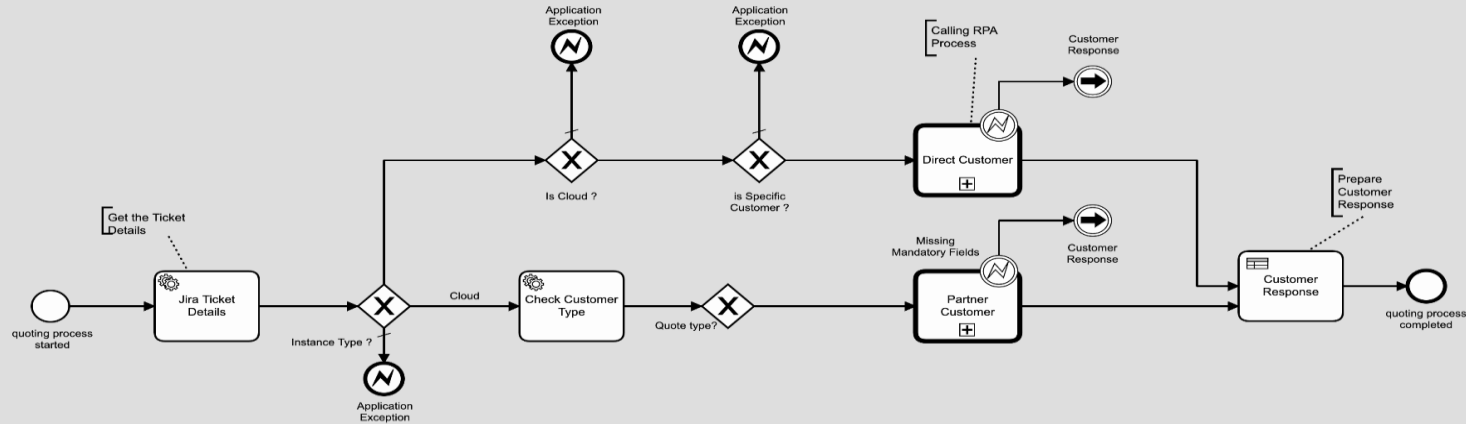 Application
Exception
Application
Exception
Calling RPA
Process
Customer
Response
Direct Customer
Is Cloud ?
is Specific
Customer ?
Prepare
Customer
Response
Get the Ticket
Details
Missing
Mandatory Fields
Customer
Response
Jira Ticket
Details
Cloud
Check Customer
Type
Partner
Customer
Customer
Response
quoting process
started
Instance Type ?
Quote type?
quoting process
completed
Application
Exception